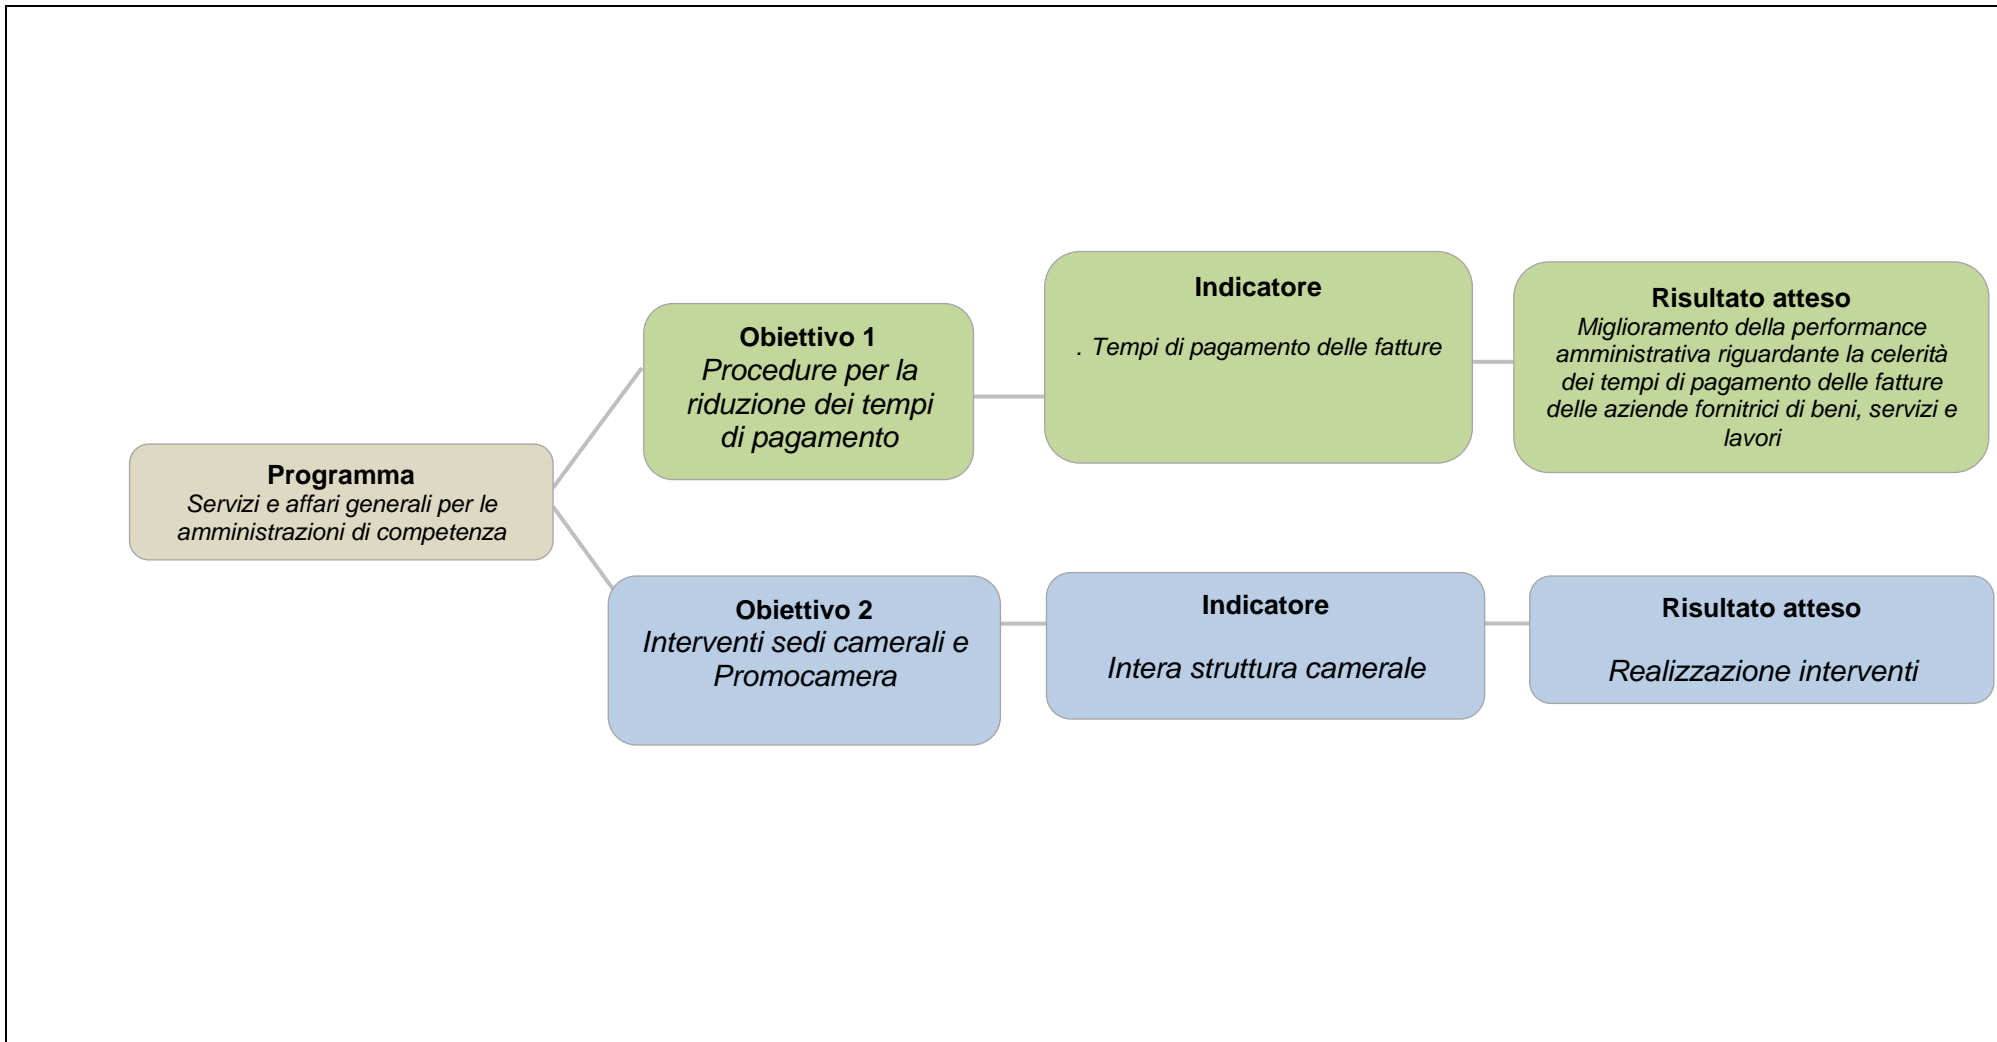 Programma
Servizi e affari generali per le
amministrazioni di competenza
Obiettivo 1
Procedure per la
riduzione dei tempi
di pagamento
Indicatore
. Tempi di pagamento delle fatture
Risultato atteso
Miglioramento della performance
amministrativa riguardante la celerità
dei tempi di pagamento delle fatture
delle aziende fornitrici di beni, servizi e
lavori
Obiettivo 2
Interventi sedi camerali e
Promocamera
Indicatore
Intera struttura camerale
Risultato atteso
Realizzazione interventi